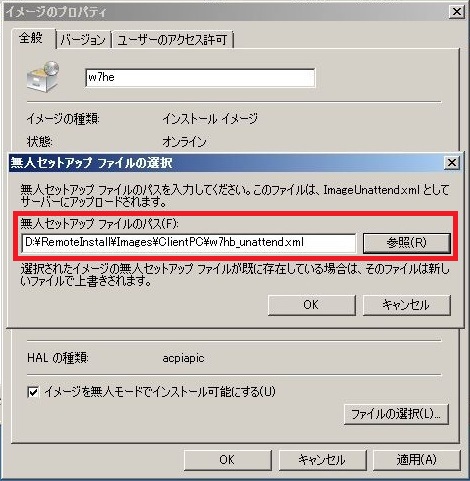 イメージのプロパティ
全般 バージョン ユーザーのアクセス許可
w7he
イメージの種類: インストール イメージ
状態: オンライン
無人セットアップ ファイルの選択
無人セットアップ ファイルのパスを入力してください。このファイルは、ImageUnattend.xml として
サーバーにアップロードされます。
無人セットアップ ファイルのパス(F):
D:¥RemoteInstall¥Images¥ClientPC¥w7hb_unattend.xml 参照(R)
選択されたイメージの無人セットアップ ファイルが既に存在している場合は、そのファイルは新し
いファイルで上書きされます。
OK キャンセル
HAL の種類: acpiapic
イメージを無人モードでインストール可能にする(U)
ファイルの選択(L)...
OK キャンセル 適用(A)